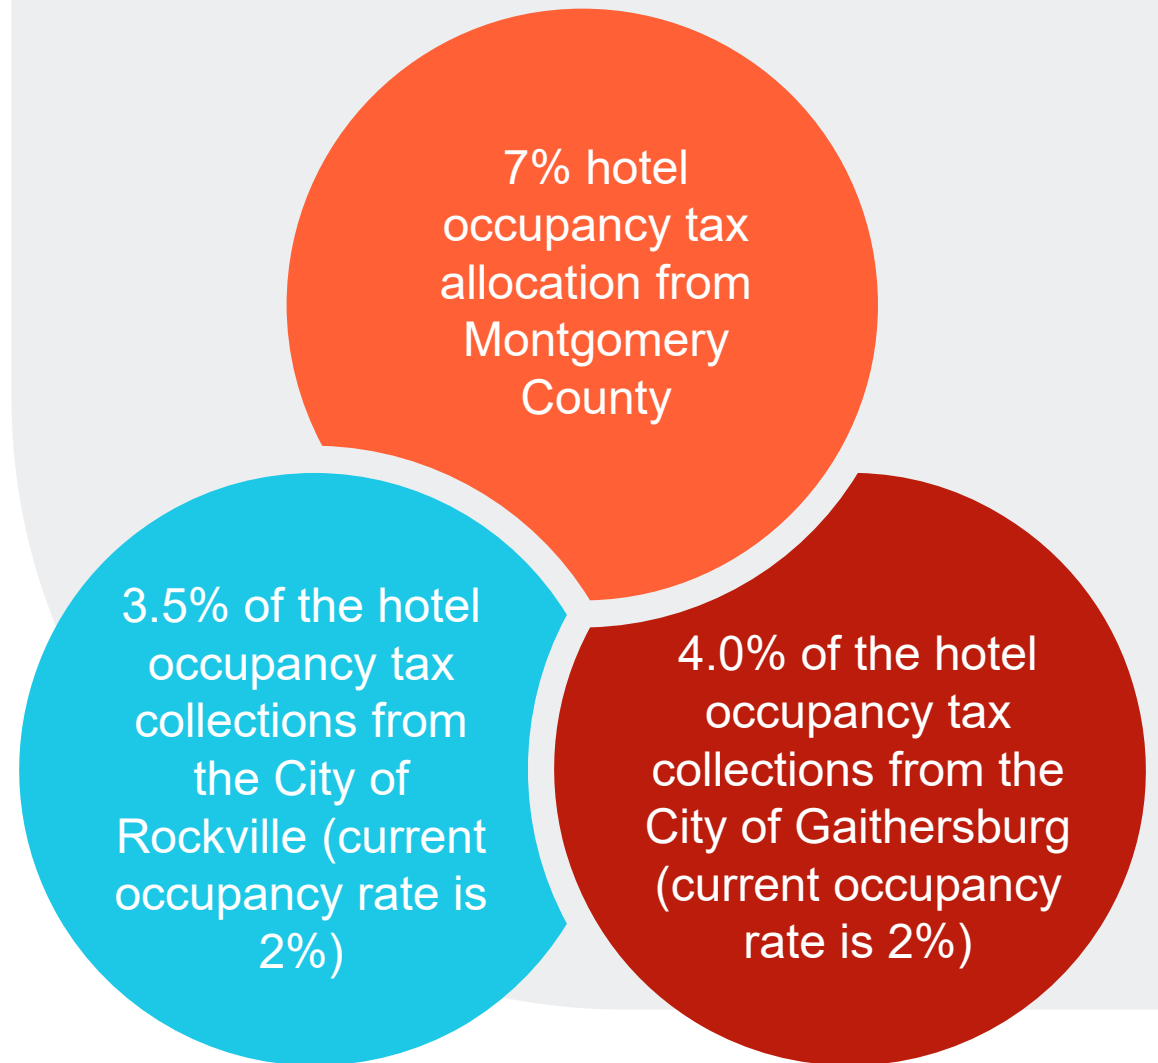 7% hotel
occupancy tax
allocation from
Montgomery
County
3.5% of the hotel
occupancy tax
collections from
the City of
Rockville (current
occupancy rate is
2%)
4.0% of the hotel
occupancy tax
collections from the
City of Gaithersburg
(current occupancy
rate is 2%)